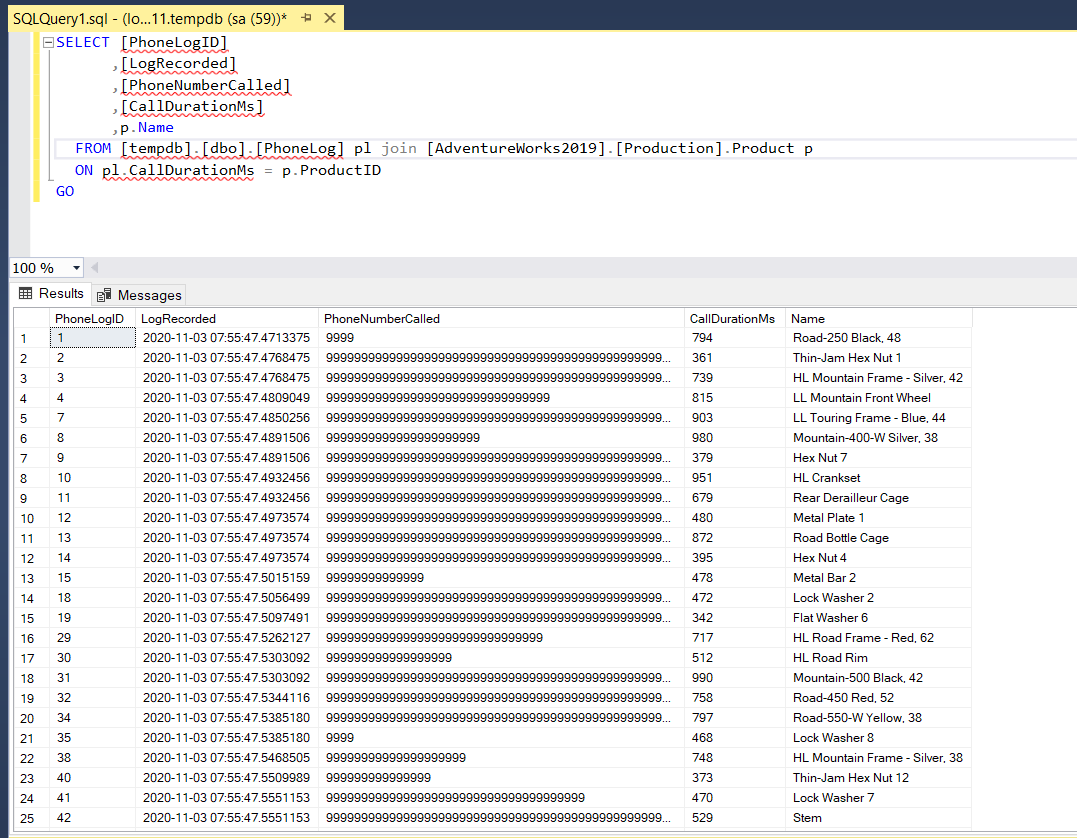 SQLQuery1.sql - (lo...11.tempdb (sa (59))*
SELECT [PhoneLogID]
,[LogRecorded]
,[PhoneNumberCalled]
,[CallDurationMs]
,p.Name
FROM [tempdb].[dbo].[PhoneLog] pl join [AdventureWorks2019].[Production].Product p
ON pl.CallDurationMs = p.ProductID
GO
100 %
Results Messages
PhoneLogID LogRecorded PhoneNumberCalled CallDurationMs Name
1 1 2020-11-03 07:55:47.4713375 9999 794 Road-250 Black, 48
2 2 2020-11-03 07:55:47.4768475 999999999999999999999999999999999999999999999999... 361 Thin-Jam Hex Nut 1
3 3 2020-11-03 07:55:47.4768475 999999999999999999999999999999999999999999999999... 739 HL Mountain Frame - Silver, 42
4 4 2020-11-03 07:55:47.4809049 99999999999999999999999999999999 815 LL Mountain Front Wheel
5 7 2020-11-03 07:55:47.4850256 999999999999999999999999999999999999999999999999... 903 LL Touring Frame - Blue, 44
6 8 2020-11-03 07:55:47.4891506 9999999999999999999999 980 Mountain-400-W Silver, 38
7 9 2020-11-03 07:55:47.4891506 999999999999999999999999999999999999999999999999... 379 Hex Nut 7
8 10 2020-11-03 07:55:47.4932456 999999999999999999999999999999999999999999999999... 951 HL Crankset
9 11 2020-11-03 07:55:47.4932456 999999999999999999999999999999999999999999999999... 679 Rear Derailleur Cage
10 12 2020-11-03 07:55:47.4973574 999999999999999999999999999999999999999999999999... 480 Metal Plate 1
11 13 2020-11-03 07:55:47.4973574 999999999999999999999999999999999999999999999999... 872 Road Bottle Cage
12 14 2020-11-03 07:55:47.4973574 999999999999999999999999999999999999999999999999... 395 Hex Nut 4
13 15 2020-11-03 07:55:47.5015159 99999999999999 478 Metal Bar 2
14 18 2020-11-03 07:55:47.5056499 999999999999999999999999999999999999999999999999... 472 Lock Washer 2
15 19 2020-11-03 07:55:47.5097491 999999999999999999999999999999999999999999999999... 342 Flat Washer 6
16 29 2020-11-03 07:55:47.5262127 9999999999999999999999999999999 717 HL Road Frame - Red, 62
17 30 2020-11-03 07:55:47.5303092 999999999999999999 512 HL Road Rim
18 31 2020-11-03 07:55:47.5303092 999999999999999999999999999999999999999999999999... 990 Mountain-500 Black, 42
19 32 2020-11-03 07:55:47.5344116 999999999999999999999999999999999999999999999999... 758 Road-450 Red, 52
20 34 2020-11-03 07:55:47.5385180 999999999999999999999999999999999999999999999999... 797 Road-550-W Yellow, 38
21 35 2020-11-03 07:55:47.5385180 9999 468 Lock Washer 8
22 38 2020-11-03 07:55:47.5468505 99999999999999999999 748 HL Mountain Frame - Silver, 38
23 40 2020-11-03 07:55:47.5509989 999999999999999 373 Thin-Jam Hex Nut 12
24 41 2020-11-03 07:55:47.5551153 9999999999999999999999999999999999999 470 Lock Washer 7
25 42 2020-11-03 07:55:47.5551153 999999999999999999999999999999999999999999999999... 529 Stem